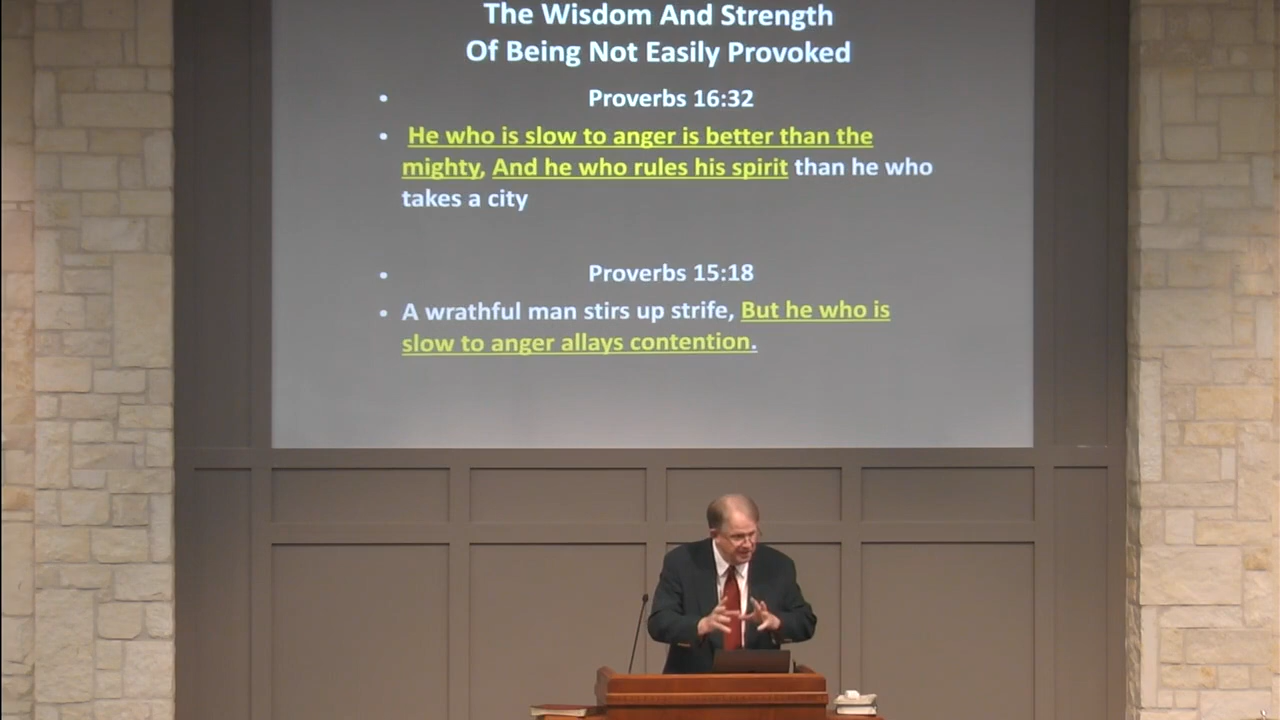 The Wisdom And Strength
Of Being Not Easily Provoked
• Proverbs 16:32
• He who is slow to anger is better than the
mighty, And he who rules his spirit than he who
takes a city
• Proverbs 15:18
• A wrathful man stirs up strife, But he who is
slow to anger allays contention.